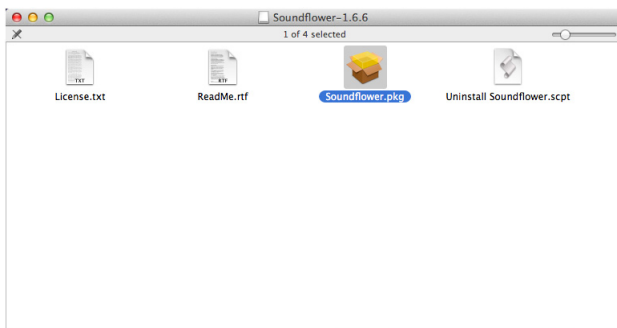 Soundflower-1.6.6
1 of 4 selected
TXT
RTF
License.txt
ReadMe.rtf
Soundflower.pkg
Uninstall Soundflower.scpt